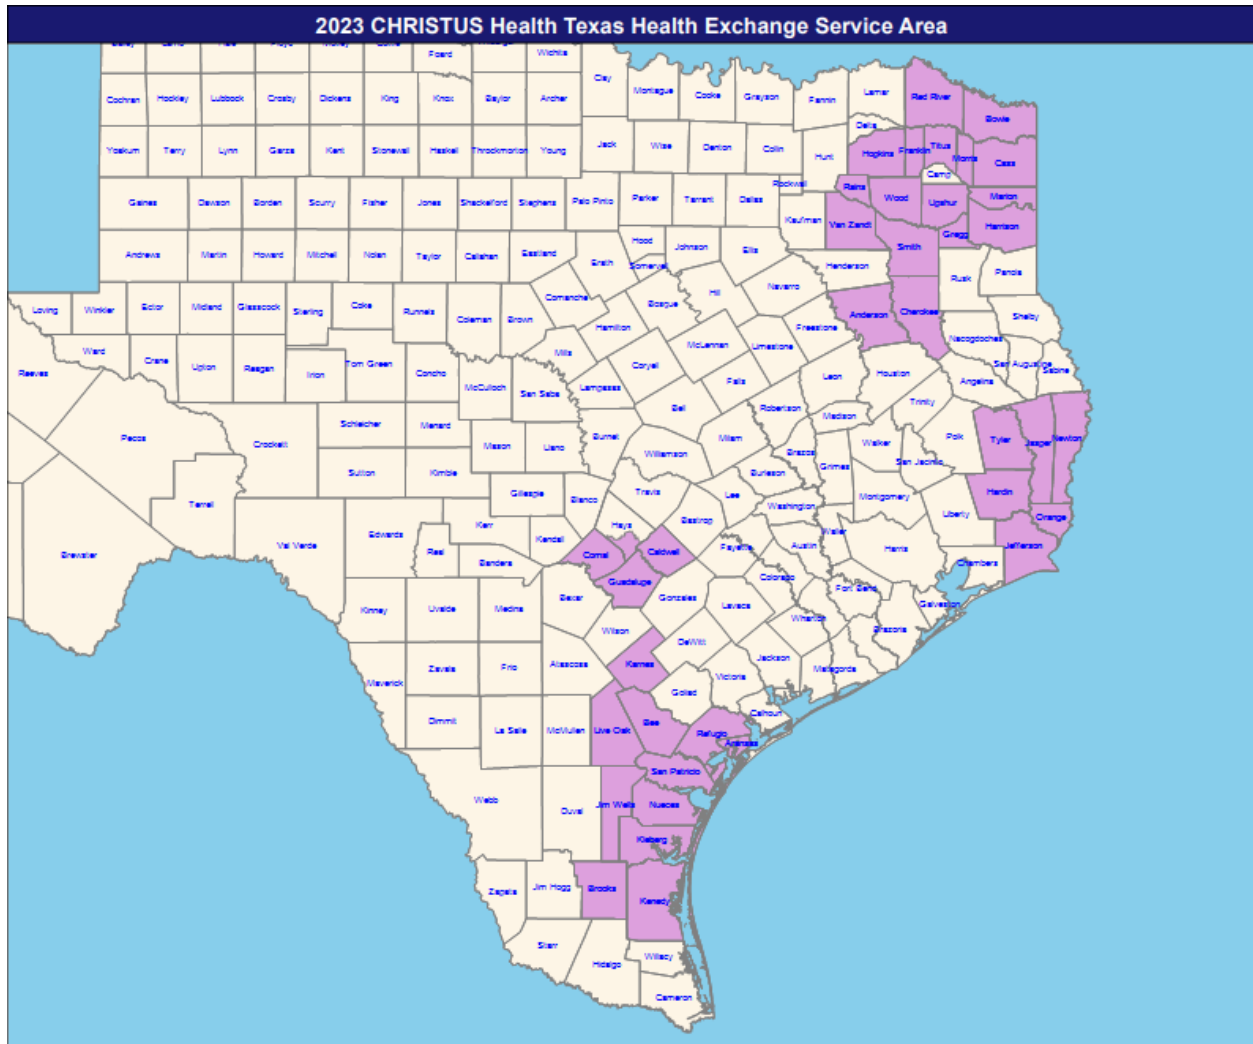 2023 CHRISTUS Health Texas Health Exchange Service Area
Foard Wichita
Clay Montague Cooke Grayson Fannin Lamar Red River Bowie
Cochran Hockley Lubbock Crosby Dickens King Knox Baylor Archer
Delta
Yoakum Terry Lynn Garza Kent Stonewall Haskell Throckmorton Young Jack Wise Denton Colin Hunt Hopkins Franklin Titus Morris Cass
Rockwall Rains Camp
Gaines Dawson Borden Scurry Fisher Jones Shackelford Stephens Palo Pinto Parker Tarrant Dallas Kaufman Van Zandt Wood Upshur Marion
Gregg Harrison
Andrews Martin Howard Mitchell Nolan Taylor Callahan Eastland Erath Hood Johnson Ellis Smith
Somervell Henderson Rusk Panola
Loving Winkler Ector Midland Glasscock Sterling Coke Runnels Coleman Brown Comanche Bosque Hill Navarro Anderson Cherokee
Hamilton Freestone Shelby
Ward Crane Upton Reagan Irion Tom Green Concho Mills McLennan Limestone Nacogdoches
Reeves McCulloch San Saba Lampasas Coryell Falls Leon Houston Angelina San Augustine Sabine
Pecos Crockett Schleicher Menard Mason Llano Burnet Bell Milam Robertson Madison Trinity
Sutton Kimble Williamson Brazos Grimes Walker San Jacinto Polk Tyler Jasper Newton
Terrell Gillespie Blanco Travis Lee Burleson Washington Montgomery Liberty Hardin
Brewster Val Verde Edwards Real Kerr Kendall Hays Bastrop Waller Harris Orange
Bandera Comal Caldwell Fayette Austin Chambers Jefferson
Guadalupe Colorado Fort Bend Galveston
Kinney Uvalde Medina Bexar Gonzales Lavaca Wharton Brazoria
Wilson DeWitt
Maverick Zavala Frio Atascosa Karnes Jackson Matagorda
Goliad Victoria
Dimmit La Salle McMullen Live Oak Bee Refugio Calhoun
Aransas
San Patricio
Webb Duval Jim Wells Nueces
Kleberg
Zapata Jim Hogg Brooks Kenedy
Starr Hidalgo Willacy
Cameron